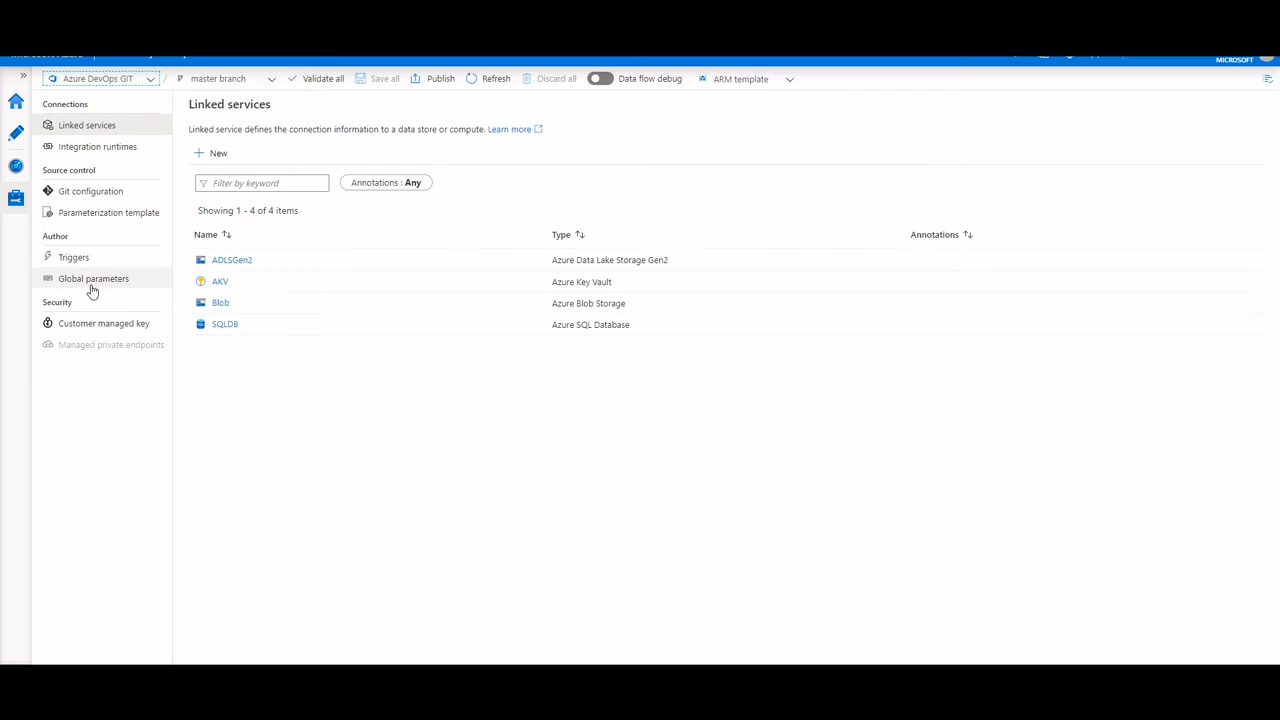 MICROSOFT
» Azure DevOps GIT / master branch Validate all Save all Publish Refresh Discard all Data flow debug ARM template
Connections
Linked services
Integration runtimes
Source control
Git configuration
Parameterization template
Author
Triggers
Global parameters
Security
Customer managed key
Managed private endpoints
Linked services
Linked service defines the connection information to a data store or compute. Learn more
+ New
Filter by keyword Annotations : Any
Showing 1 - 4 of 4 items
Name Type Annotations
ADLSGen2 Azure Data Lake Storage Gen2
AKV Azure Key Vault
Blob Azure Blob Storage
SQLDB Azure SQL Database